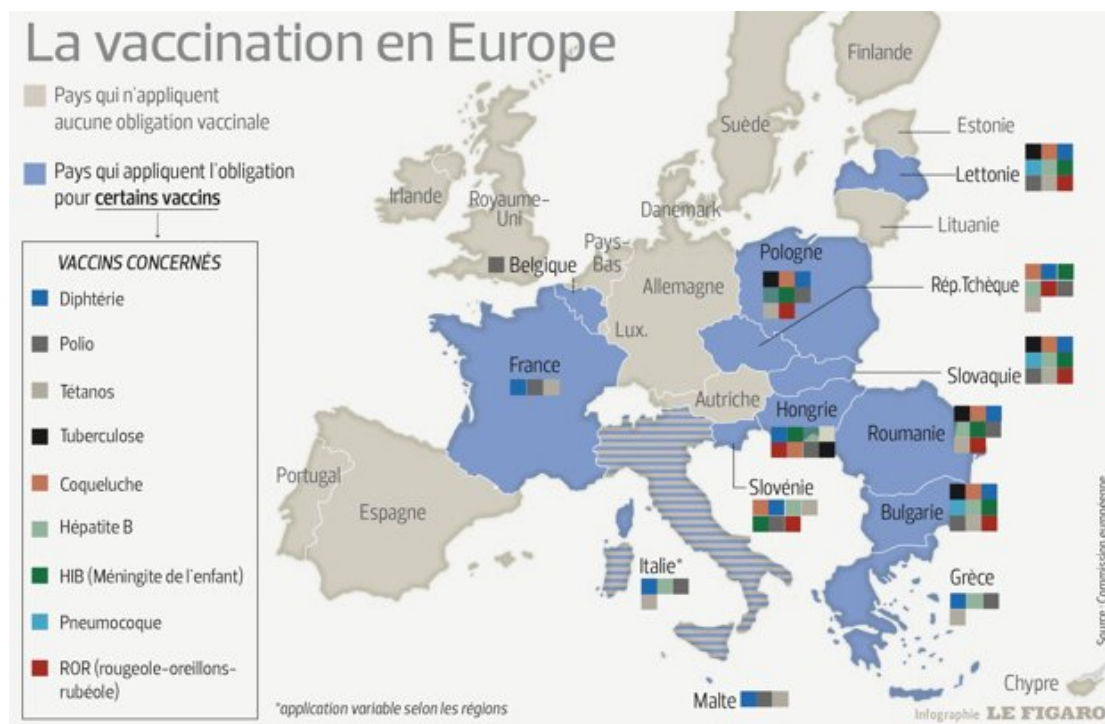 La vaccination en Europe
Pays qui n'appliquent
aucune obligation vaccinale
Pays qui appliquent l'obligation
pour certains vaccins
VACCINS CONCERNÉS
Diphtérie
Polio
Tétanos
Tuberculose
Coqueluche
Hépatite B
HIB (Méningite de l'enfant)
Pneumocoque
ROR (rougeole-oreillons-
rubéole)
Finlande
Suède
Estonie
Lettonie
Lituanie
Irlande
Royaume-
Uni
Danemark
Pays-
Bas
Belgique
Allemagne
Pologne
Rép.Tchèque
Lux.
France
Slovaquie
Autriche
Hongrie
Roumanie
Portugal
Espagne
Slovénie
Bulgarie
Italie*
Grèce
Malte
Chypre
*application variable selon les régions
Source : Commission européenne
Infographie LE FIGARO